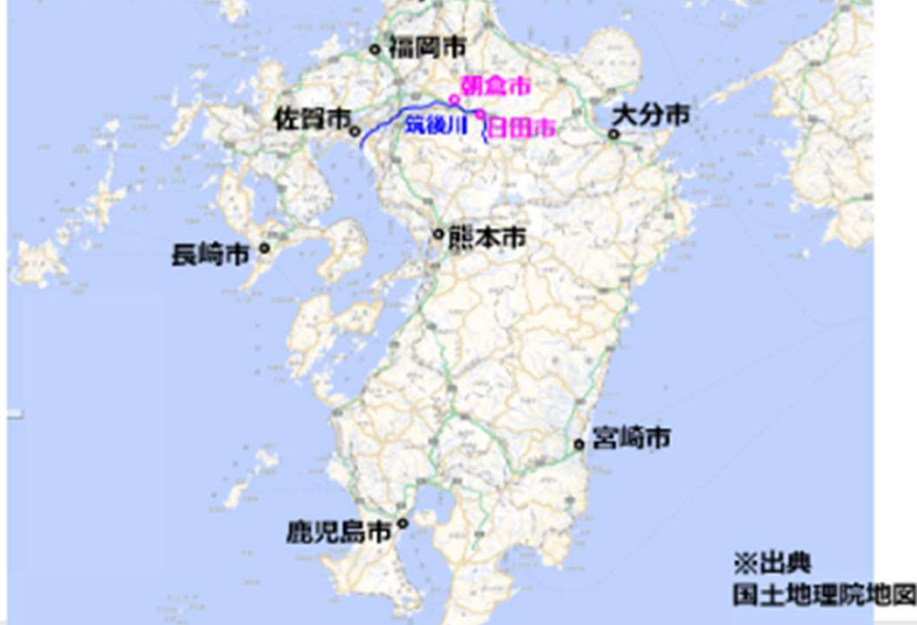 福岡市
朝倉市
佐賀市
筑後川
日田市
大分市
熊本市
長崎市
宮崎市
鹿児島市
※出典
国土地理院地図